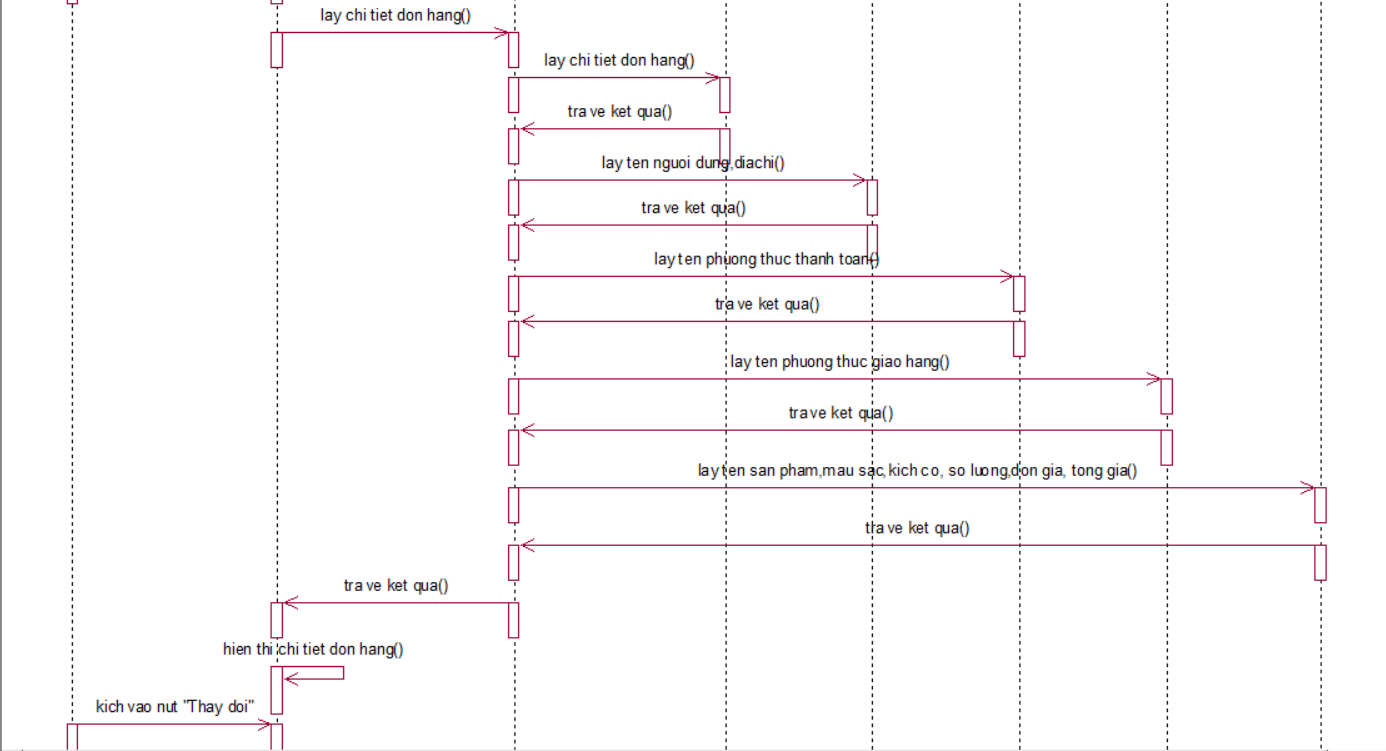 lay chi tiet don hang()
lay chi tiet don hang()
tra ve ket qua()
lay ten nguoi dung,diachi()
tra ve ket qua()
lay ten phuong thuc thanh toan()
tra ve ket qua()
lay ten phuong thuc giao hang()
tra ve ket qua()
lay ten san pham,mau sac,kich co, so luong,don gia, tong gia()
tra ve ket qua()
tra ve ket qua()
hien thi chi tiet don hang()
kich vao nut "Thay doi"